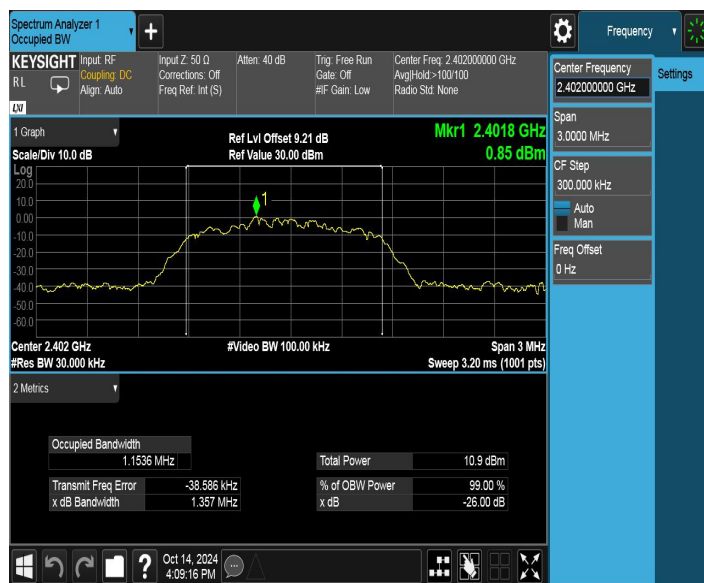 Spectrum Analyzer 1
Occupied BW
+
Frequency
KEYSIGHT
R L
LXI
Input: RF
Coupling: DC
Align: Auto
Input Z: 50 Ω
Corrections: Off
Freq Ref: Int (S)
Atten: 40 dB
Trig: Free Run
Gate: Off
#IF Gain: Low
Center Freq: 2.402000000 GHz
Avg|Hold:>100/100
Radio Std: None
Center Frequency
2.402000000 GHz
Settings
Span
3.0000 MHz
CF Step
300.000 kHz
Auto
Man
Freq Offset
0 Hz
1 Graph
Scale/Div 10.0 dB
Ref Lvl Offset 9.21 dB
Ref Value 30.00 dBm
Mkr1 2.4018 GHz
0.85 dBm
Log
20.0
10.0
0.00
-10.0
-20.0
-30.0
-40.0
-50.0
-60.0
1
Center 2.402 GHz
#Res BW 30.000 kHz
#Video BW 100.00 kHz
Span 3 MHz
Sweep 3.20 ms (1001 pts)
2 Metrics
Occupied Bandwidth
1.1536 MHz
Total Power 10.9 dBm
Transmit Freq Error -38.586 kHz
% of OBW Power 99.00 %
x dB Bandwidth 1.357 MHz
x dB -26.00 dB
?
Oct 14, 2024
4:09:16 PM